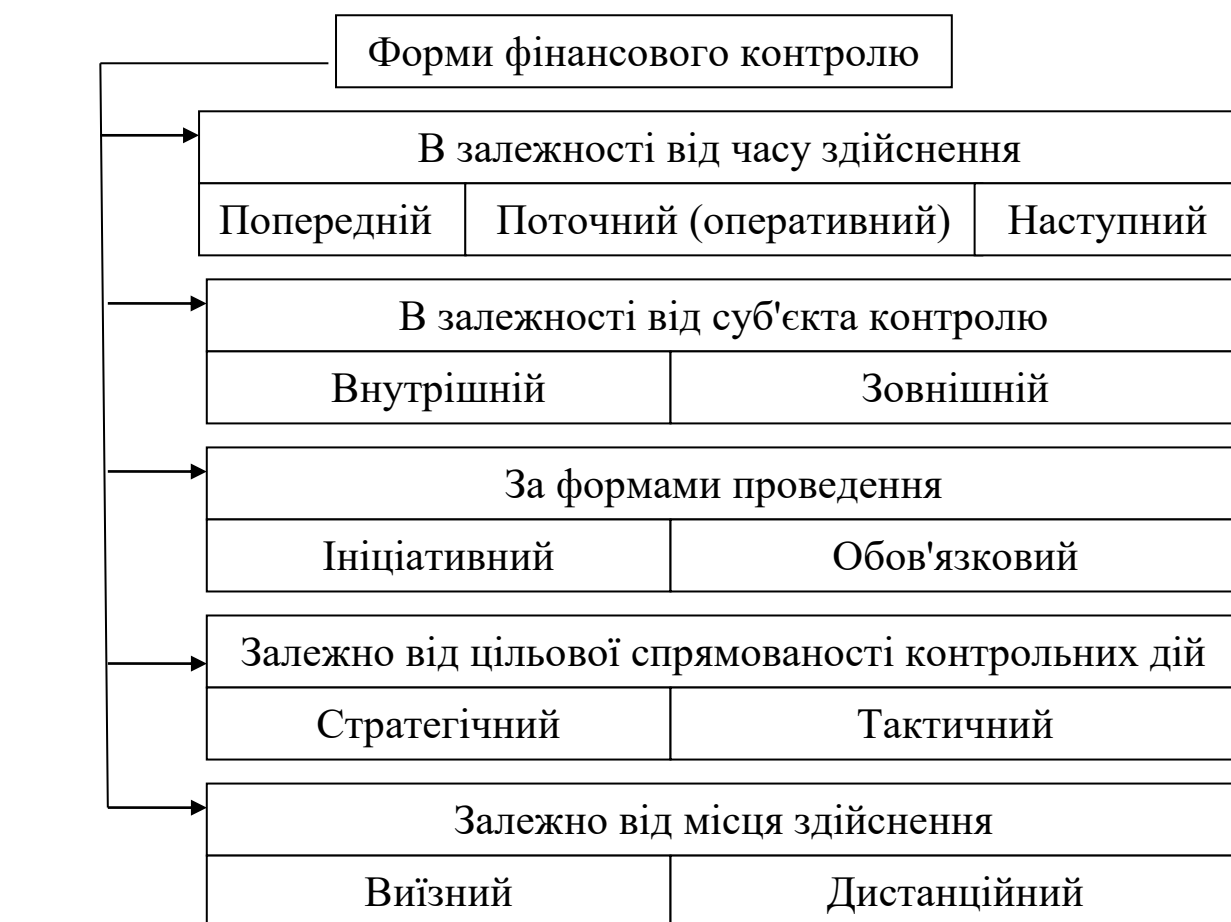 Форми фінансового контролю
В залежності від часу здійснення
Попередній Поточний (оперативний) Наступний
В залежності від суб'єкта контролю
Внутрішній Зовнішній
За формами проведення
Ініціативний Обов'язковий
Залежно від цільової спрямованості контрольних дій
Стратегічний Тактичний
Залежно від місця здійснення
Виїзний Дистанційний